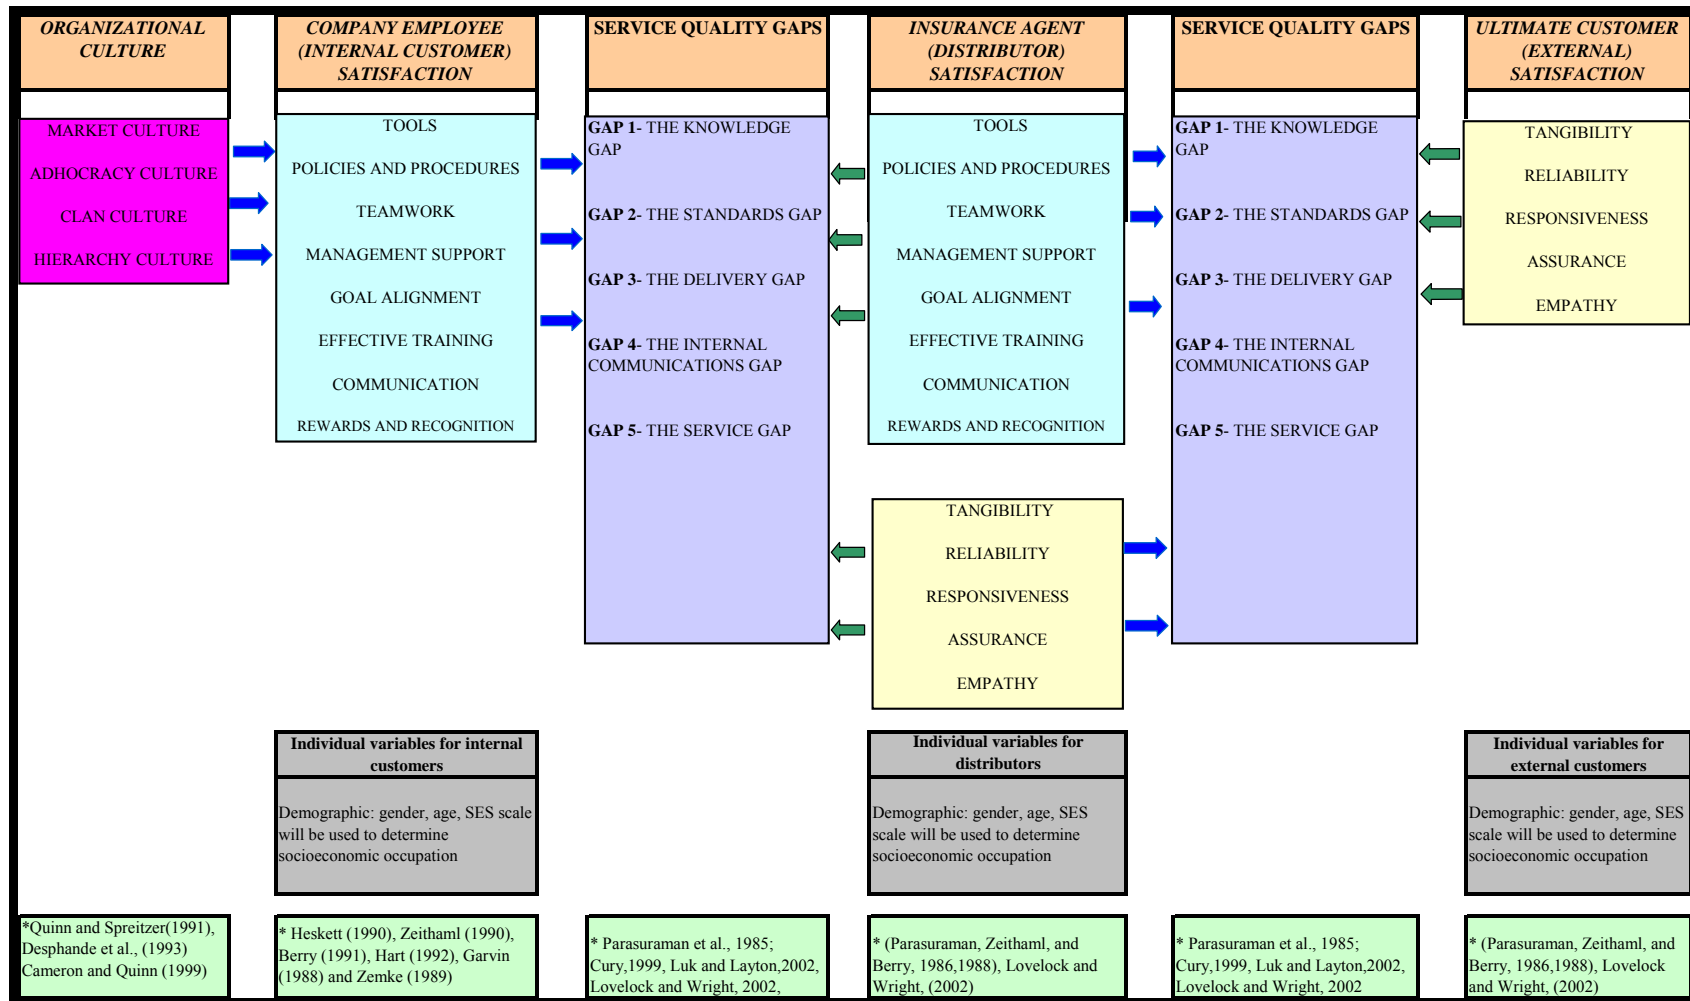 ORGANIZATIONAL
CULTURE
COMPANY EMPLOYEE
(INTERNAL CUSTOMER)
SATISFACTION
SERVICE QUALITY GAPS
INSURANCE AGENT
(DISTRIBUTOR)
SATISFACTION
SERVICE QUALITY GAPS
ULTIMATE CUSTOMER
(EXTERNAL)
SATISFACTION
MARKET CULTURE
ADHOCRACY CULTURE
CLAN CULTURE
HIERARCHY CULTURE
TOOLS
POLICIES AND PROCEDURES
TEAMWORK
MANAGEMENT SUPPORT
GOAL ALIGNMENT
EFFECTIVE TRAINING
COMMUNICATION
REWARDS AND RECOGNITION
GAP 1- THE KNOWLEDGE
GAP
GAP 2- THE STANDARDS GAP
GAP 3- THE DELIVERY GAP
GAP 4- THE INTERNAL
COMMUNICATIONS GAP
GAP 5- THE SERVICE GAP
TOOLS
POLICIES AND PROCEDURES
TEAMWORK
MANAGEMENT SUPPORT
GOAL ALIGNMENT
EFFECTIVE TRAINING
COMMUNICATION
REWARDS AND RECOGNITION
TANGIBILITY
RELIABILITY
RESPONSIVENESS
ASSURANCE
EMPATHY
GAP 1- THE KNOWLEDGE
GAP
GAP 2- THE STANDARDS GAP
GAP 3- THE DELIVERY GAP
GAP 4- THE INTERNAL
COMMUNICATIONS GAP
GAP 5- THE SERVICE GAP
TANGIBILITY
RELIABILITY
RESPONSIVENESS
ASSURANCE
EMPATHY
Individual variables for internal
customers
Demographic: gender, age, SES scale
will be used to determine
socioeconomic occupation
Individual variables for
distributors
Demographic: gender, age, SES
scale will be used to determine
socioeconomic occupation
Individual variables for
external customers
Demographic: gender, age, SES
scale will be used to determine
socioeconomic occupation
*Quinn and Spreitzer(1991),
Desphande et al., (1993)
Cameron and Quinn (1999)
* Heskett (1990), Zeithaml (1990),
Berry (1991), Hart (1992), Garvin
(1988) and Zemke (1989)
* Parasuraman et al., 1985;
Cury,1999, Luk and Layton,2002,
Lovelock and Wright, 2002,
* (Parasuraman, Zeithaml, and
Berry, 1986,1988), Lovelock and
Wright, (2002)
* Parasuraman et al., 1985;
Cury,1999, Luk and Layton,2002,
Lovelock and Wright, 2002
* (Parasuraman, Zeithaml, and
Berry, 1986,1988), Lovelock
and Wright, (2002)